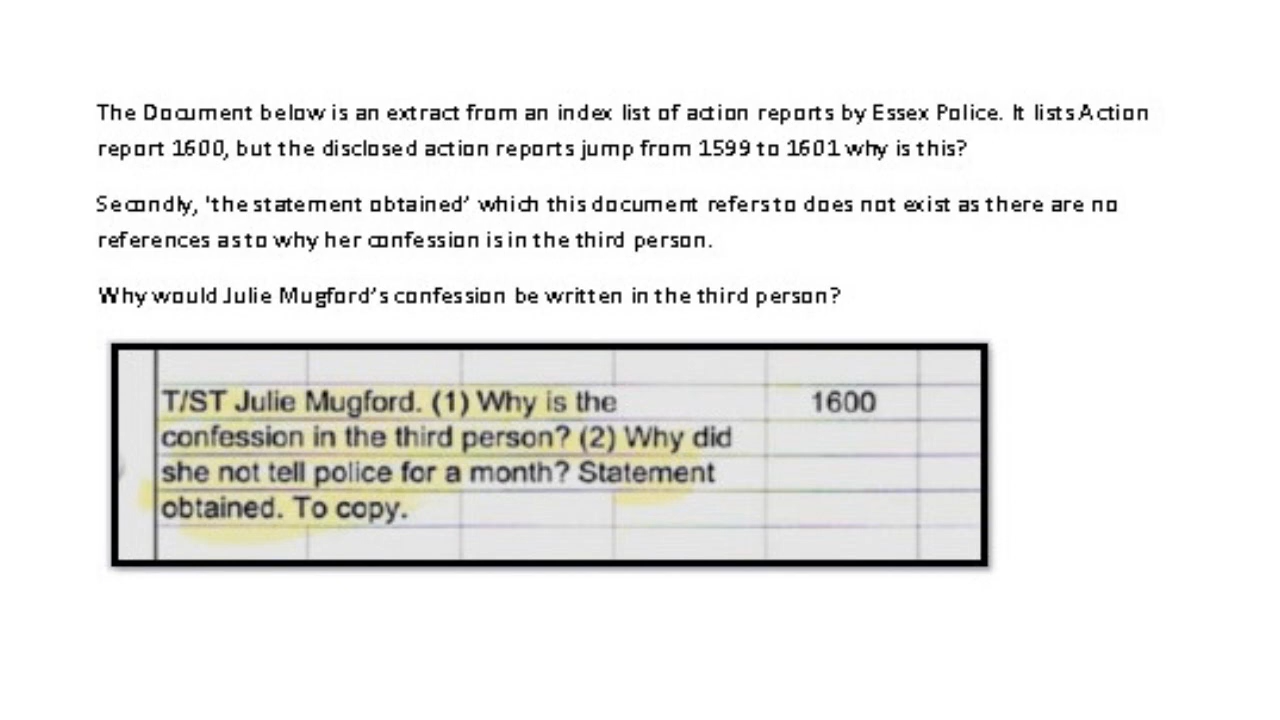 The Document below is an extract from an index list of action reports by Essex Police. It lists Action
report 1600, but the disclosed action reports jump from 1599 to 1601 why is this?
Secondly, 'the statement obtained' which this document refers to does not exist as there are no
references as to why her confession is in the third person.
Why would Julie Mugford's confession be written in the third person?
T/ST Julie Mugford. (1) Why is the 1600
confession in the third person? (2) Why did
she not tell police for a month? Statement
obtained. To copy.